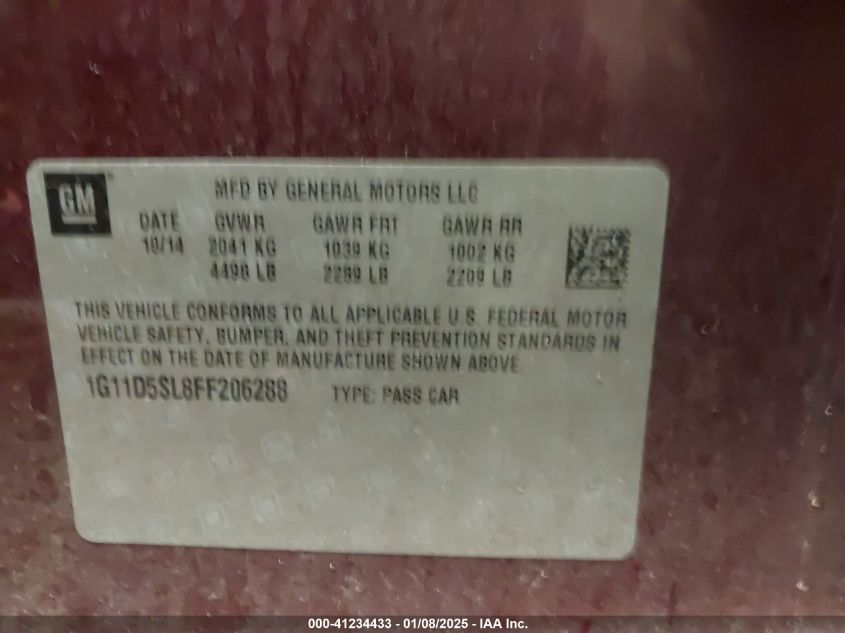 GM
MFD BY GENERAL MOTORS LLC
DATE GVWR GAWR FRT GAWR RR
10/14 2041 KG 1039 KG 1002 KG
4498 LB 2289 LB 2209 LB
THIS VEHICLE CONFORMS TO ALL APPLICABLE U.S. FEDERAL MOTOR
VEHICLE SAFETY, BUMPER, AND THEFT PREVENTION STANDARDS IN
EFFECT ON THE DATE OF MANUFACTURE SHOWN ABOVE
1G11D5SL8FF206288 TYPE: PASS CAR
000-41234433 - 01/08/2025 - IAA Inc.